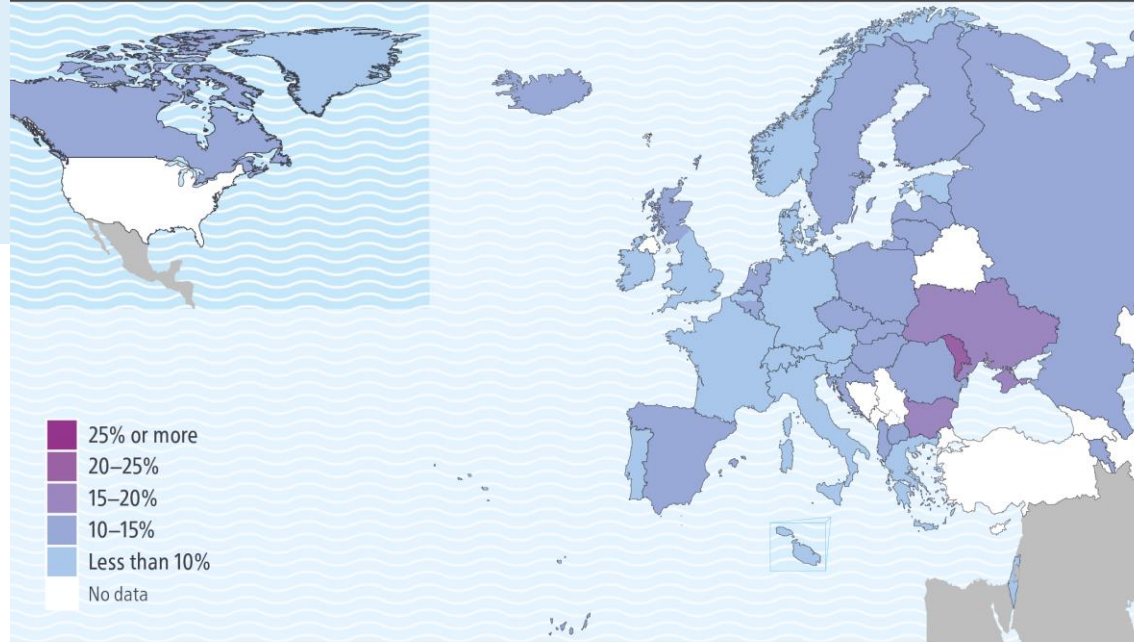 25% or more
20–25%
15–20%
10–15%
Less than 10%
No data